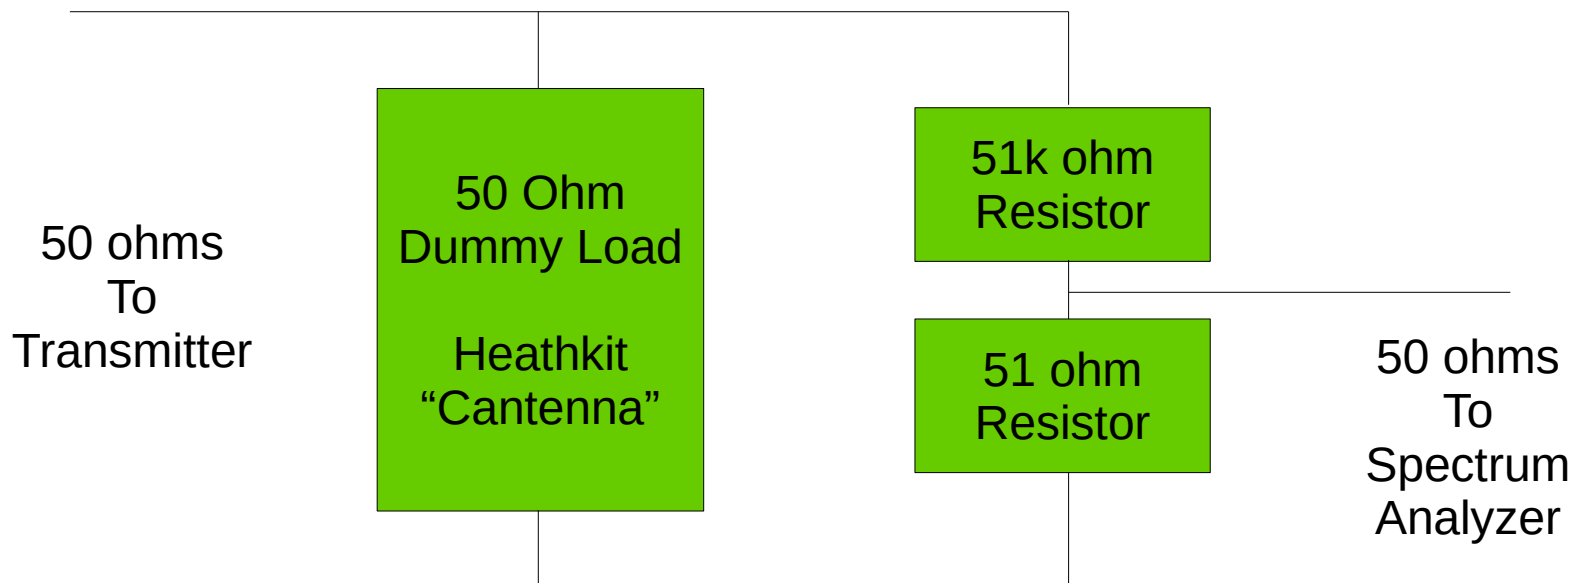 50 ohms
To
Transmitter
50 Ohm
Dummy Load
Heathkit
“Cantenna”
51k ohm
Resistor
51 ohm
Resistor
50 ohms
To
Spectrum
Analyzer